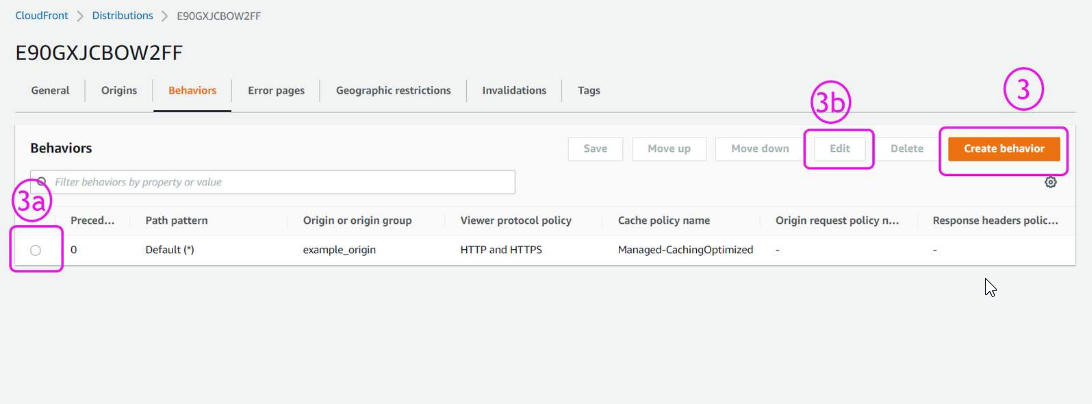 CloudFront > Distributions > E90GXJCBOW2FF
E90GXJCBOW2FF
General Origins Behaviors Error pages Geographic restrictions Invalidations Tags
3b 3
Behaviors Save Move up Move down Edit Delete Create behavior
Filter behaviors by property or value
3a
Preced... Path pattern Origin or origin group Viewer protocol policy Cache policy name Origin request policy n... Response headers polic...
0 Default (*) example_origin HTTP and HTTPS Managed-CachingOptimized - -